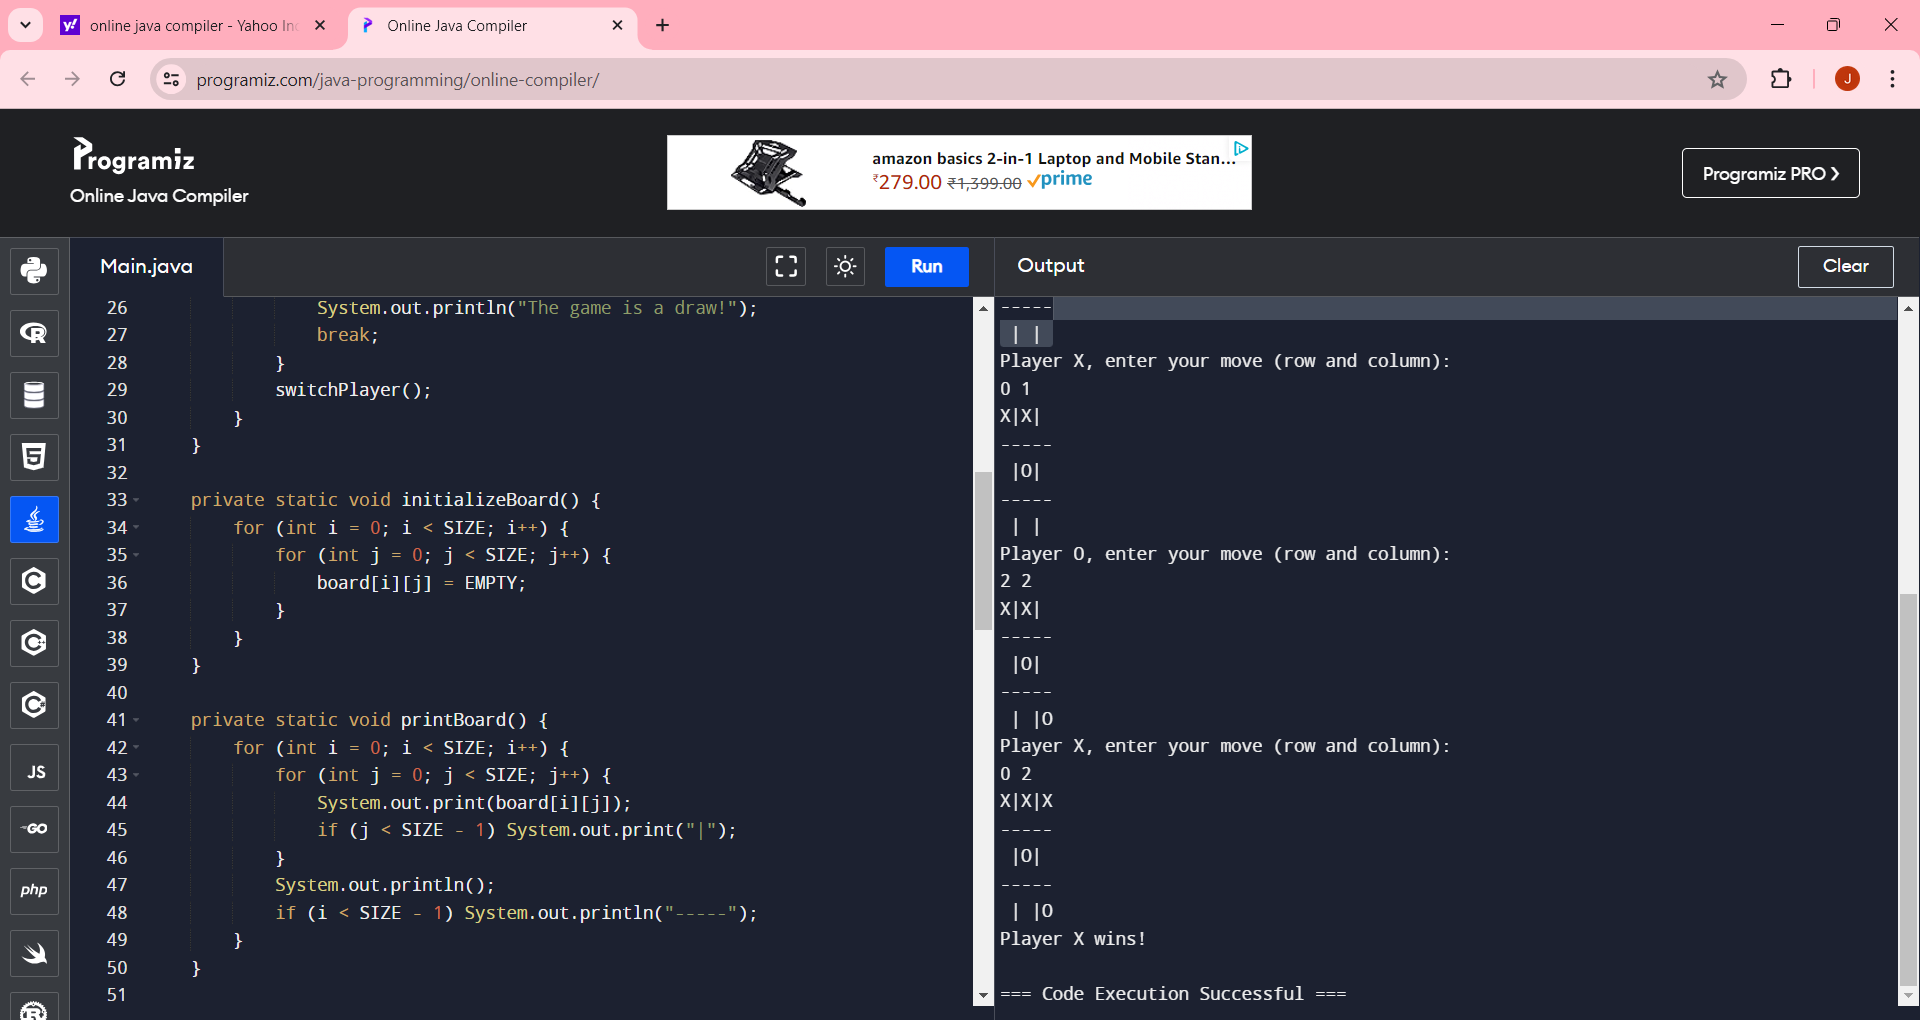 online java compiler - Yahoo In
Online Java Compiler
programiz.com/java-programming/online-compiler/
J
Programiz
Online Java Compiler
amazon basics 2-in-1 Laptop and Mobile Stan...
₹279.00 ₹1,399.00 prime
Programiz PRO ❯
Main.java
Run
Output
Clear
26                 System.out.println("The game is a draw!");
27                 break;
28             }
29             switchPlayer();
30         }
31     }
32
33     private static void initializeBoard() {
34         for (int i = 0; i < SIZE; i++) {
35             for (int j = 0; j < SIZE; j++) {
36                 board[i][j] = EMPTY;
37             }
38         }
39     }
40
41     private static void printBoard() {
42         for (int i = 0; i < SIZE; i++) {
43             for (int j = 0; j < SIZE; j++) {
44                 System.out.print(board[i][j]);
45                 if (j < SIZE - 1) System.out.print("|");
46             }
47             System.out.println();
48             if (i < SIZE - 1) System.out.println("-----");
49         }
50     }
51
-----
 | |
Player X, enter your move (row and column):
0 1
X|X|
-----
 |O|
-----
 | |
Player O, enter your move (row and column):
2 2
X|X|
-----
 |O|
-----
 | |O
Player X, enter your move (row and column):
0 2
X|X|X
-----
 |O|
-----
 | |O
Player X wins!
=== Code Execution Successful ===
R
5
C
C
C
JS
GO
php
R